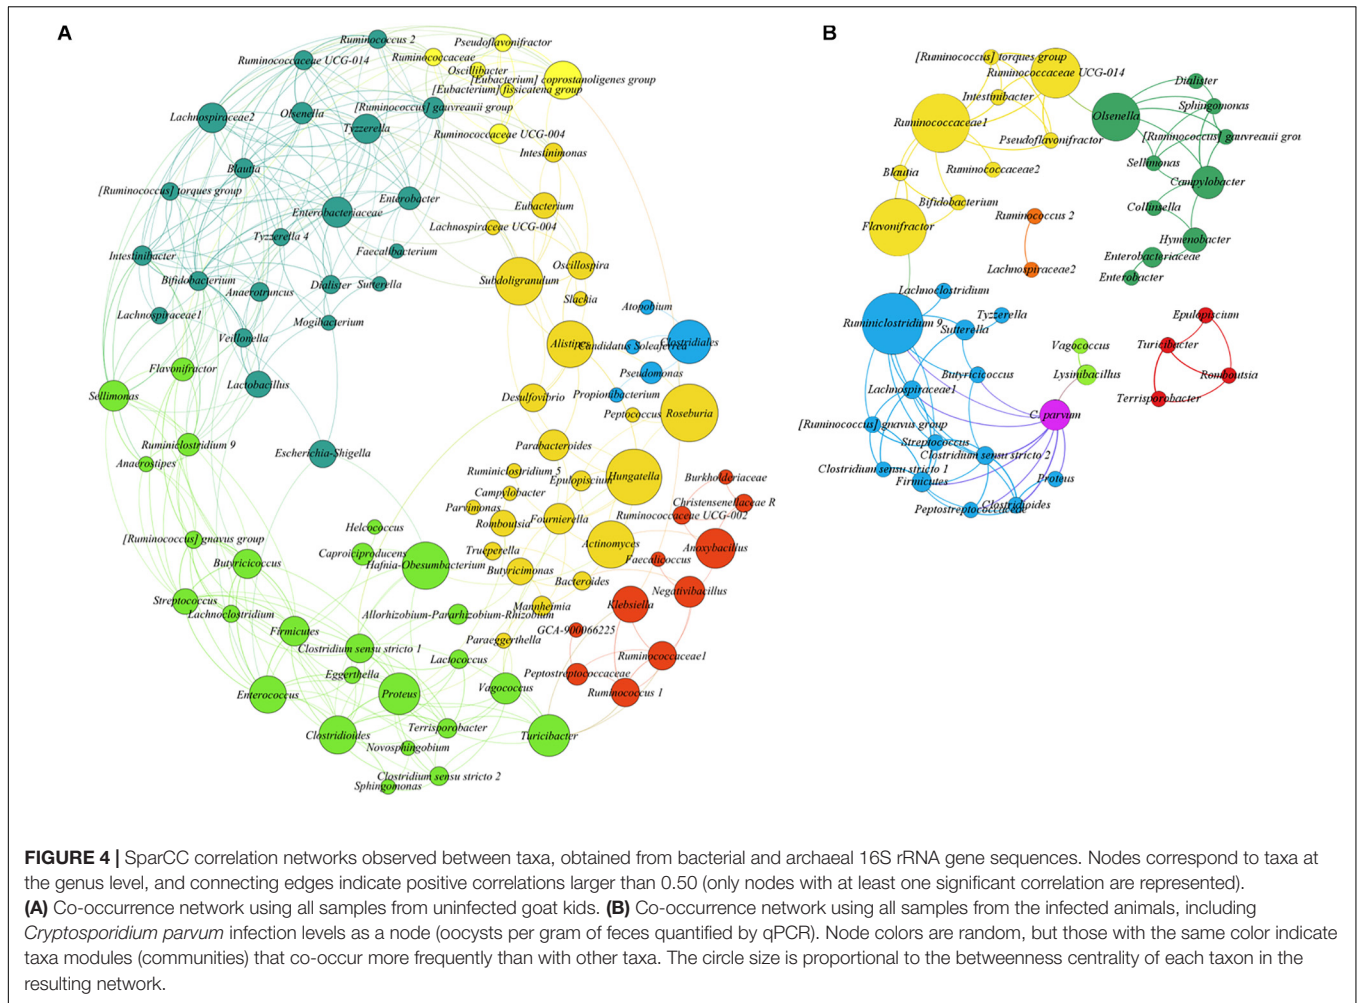 A
B
Ruminococcus 2
Pseudoflavonifractor
Ruminococcaceae UCG-014
Ruminococcaceae
Oscillibacter
[Eubacterium] coprostanoligenes group
[Eubacterium] fissicatena group
[Ruminococcus] gauvreauii group
Lachnospiraceae2
Olsenella
Tyzzerella
Ruminococcaceae UCG-004
Intestinimonas
Blautia
[Ruminococcus] torques group
Enterobacter
Enterobacteriaceae
Eubacterium
Lachnospiraceae UCG-004
Tyzzerella 4
Faecalibacterium
Intestinibacter
Oscillospira
Bifidobacterium
Anaerotruncus
Dialister
Sutterella
Subdoligranulum
Slackia
Atopobium
Lachnospiraceae1
Mogibacterium
Veillonella
Alistipes
Candidatus Soleaferrea
Clostridiales
Flavonifractor
Pseudomonas
Lactobacillus
Sellimonas
Desulfovibrio
Propionibacterium
Peptococcus
Roseburia
Ruminiclostridium 9
Escherichia-Shigella
Parabacteroides
Anaerostipes
Ruminiclostridium 5
Epulopiscium
Hungatella
Burkholderiaceae
Campylobacter
Parvimonas
Christensenellaceae R
Ruminococcaceae UCG-002
Romboutsia
Fournierella
Helcococcus
[Ruminococcus] gnavus group
Caproiciproducens
Trueperella
Actinomyces
Anoxybacillus
Faecalicoccus
Butyricicoccus
Hafnia-Obesumbacterium
Butyricimonas
Bacteroides
Negativibacillus
Streptococcus
Lachnoclostridium
Allorhizobium-Pararhizobium-Rhizobium
Mannheimia
Klebsiella
Firmicutes
GCA-900066225
Clostridium sensu stricto 1
Paraeggerthella
Lactococcus
Ruminococcaceae1
Eggerthella
Peptostreptococcaceae
Enterococcus
Proteus
Vagococcus
Ruminococcus 1
Clostridioides
Terrisporobacter
Turicibacter
Novosphingobium
Clostridium sensu stricto 2
Sphingomonas
[Ruminococcus] torques group
Ruminococcaceae UCG-014
Dialister
Intestinibacter
Sphingomonas
Ruminococcaceae1
Olsenella
Pseudoflavonifractor
[Ruminococcus] gauvreauii grou
Blautia
Ruminococcaceae2
Sellimonas
Campylobacter
Bifidobacterium
Ruminococcus 2
Collinsella
Flavonifractor
Hymenobacter
Enterobacteriaceae
Lachnospiraceae2
Enterobacter
Lachnoclostridium
Ruminiclostridium 9
Sutterella
Tyzzerella
Epulopiscium
Vagococcus
Turicibacter
Butyricicoccus
Lysinibacillus
Romboutsia
Lachnospiraceae1
Terrisporobacter
C. parvum
[Ruminococcus] gnavus group
Streptococcus
Clostridium sensu stricto 2
Clostridium sensu stricto 1
Firmicutes
Proteus
Peptostreptococcaceae
Clostridioides
FIGURE 4 | SparCC correlation networks observed between taxa, obtained from bacterial and archaeal 16S rRNA gene sequences. Nodes correspond to taxa at
the genus level, and connecting edges indicate positive correlations larger than 0.50 (only nodes with at least one significant correlation are represented).
(A) Co-occurrence network using all samples from uninfected goat kids. (B) Co-occurrence network using all samples from the infected animals, including
Cryptosporidium parvum infection levels as a node (oocysts per gram of feces quantified by qPCR). Node colors are random, but those with the same color indicate
taxa modules (communities) that co-occur more frequently than with other taxa. The circle size is proportional to the betweenness centrality of each taxon in the
resulting network.